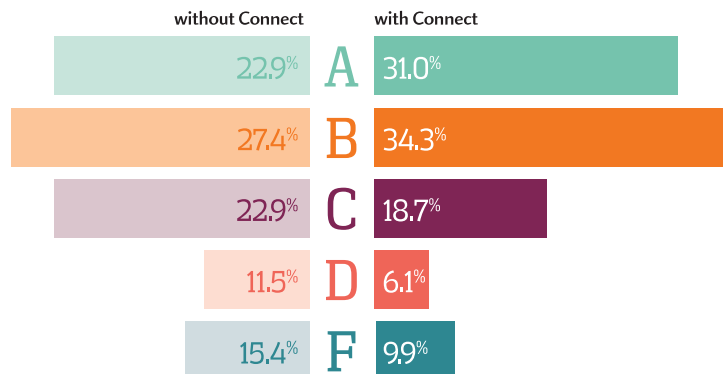 without Connect with Connect
22.9% A 31.0%
27.4% B 34.3%
22.9% C 18.7%
11.5% D 6.1%
15.4% F 9.9%